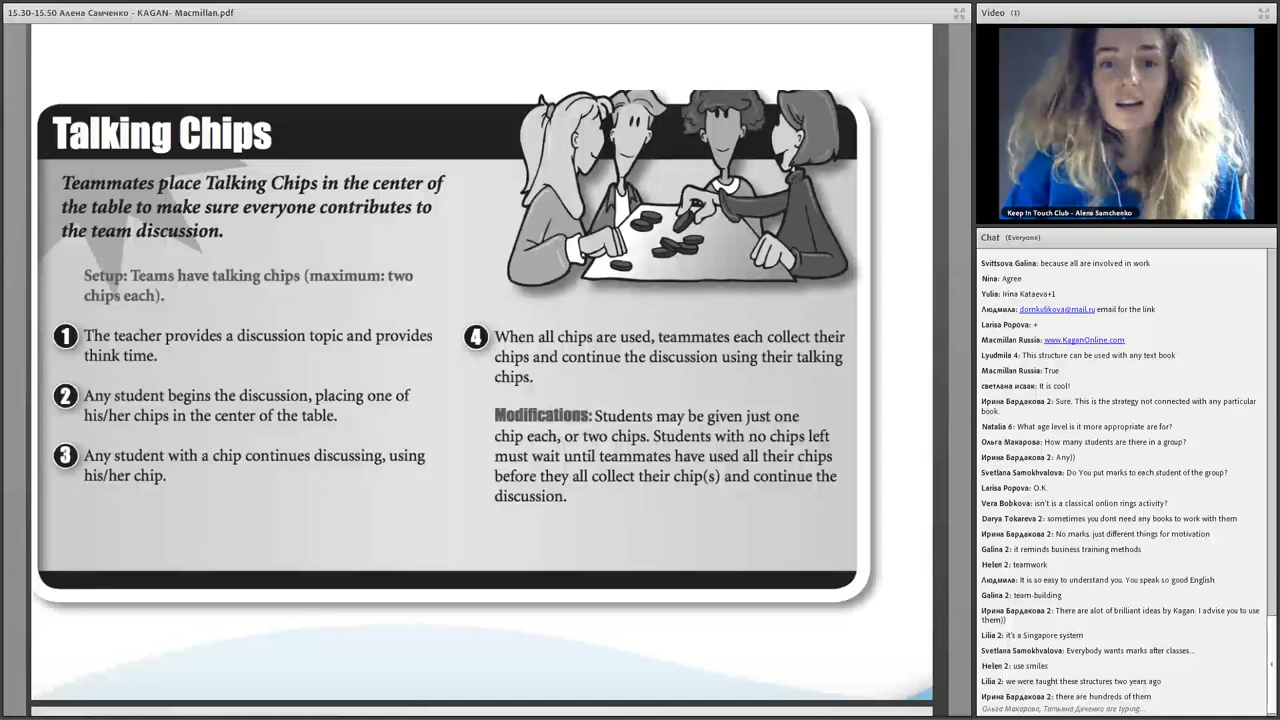 15.30-15.50 Алена Самченко - KAGAN- Macmillan.pdf
Talking Chips
Teammates place Talking Chips in the center of
the table to make sure everyone contributes to
the team discussion.
Setup: Teams have talking chips (maximum: two
chips each).
1 The teacher provides a discussion topic and provides
think time.
2 Any student begins the discussion, placing one of
his/her chips in the center of the table.
3 Any student with a chip continues discussing, using
his/her chip.
4 When all chips are used, teammates each collect their
chips and continue the discussion using their talking
chips.
Modifications: Students may be given just one
chip each, or two chips. Students with no chips left
must wait until teammates have used all their chips
before they all collect their chip(s) and continue the
discussion.
Video (1)
Keep In Touch Club - Alena Samchenko
Chat (Everyone)
Svittsova Galina: because all are involved in work
Nina: Agree
Yulia: Irina Kataeva+1
Людмила: dornkulikova@mail.ru email for the link
Larisa Popova: +
Macmillan Russia: www.KaganOnline.com
Lyudmila 4: This structure can be used with any text book
Macmillan Russia: True
светлана исаак: It is cool!
Ирина Бардакова 2: Sure. This is the strategy not connected with any particular
book.
Natalia 6: What age level is it more appropriate are for?
Ольга Макарова: How many students are there in a group?
Ирина Бардакова 2: Any))
Svetlana Samokhvalova: Do You put marks to each student of the group?
Larisa Popova: O.K.
Vera Bobkova: isn't is a classical onlion rings activity?
Darya Tokareva 2: sometimes you dont need any books to work with them
Ирина Бардакова 2: No marks. just different things for motivation
Galina 2: it reminds business training methods
Helen 2: teamwork
Людмила: It is so easy to understand you. You speak so good English
Galina 2: team-building
Ирина Бардакова 2: There are alot of brilliant ideas by Kagan. I advise you to use
them))
Lilia 2: it's a Singapore system
Svetlana Samokhvalova: Everybody wants marks after classes...
Helen 2: use smiles
Lilia 2: we were taught these structures two years ago
Ирина Бардакова 2: there are hundreds of them
Ольга Макарова, Татьяна Дяченко are typing...